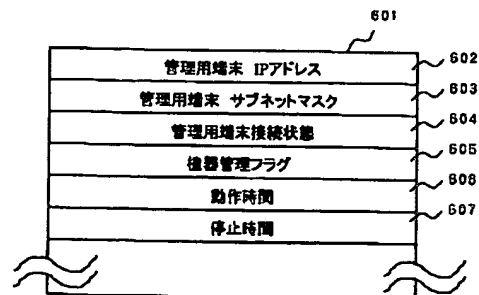 601
管理用端末 IPアドレス 602
管理用端末 サブネットマスク 603
管理用端末接続状態 604
機器管理フラグ 605
動作時間 606
停止時間 607